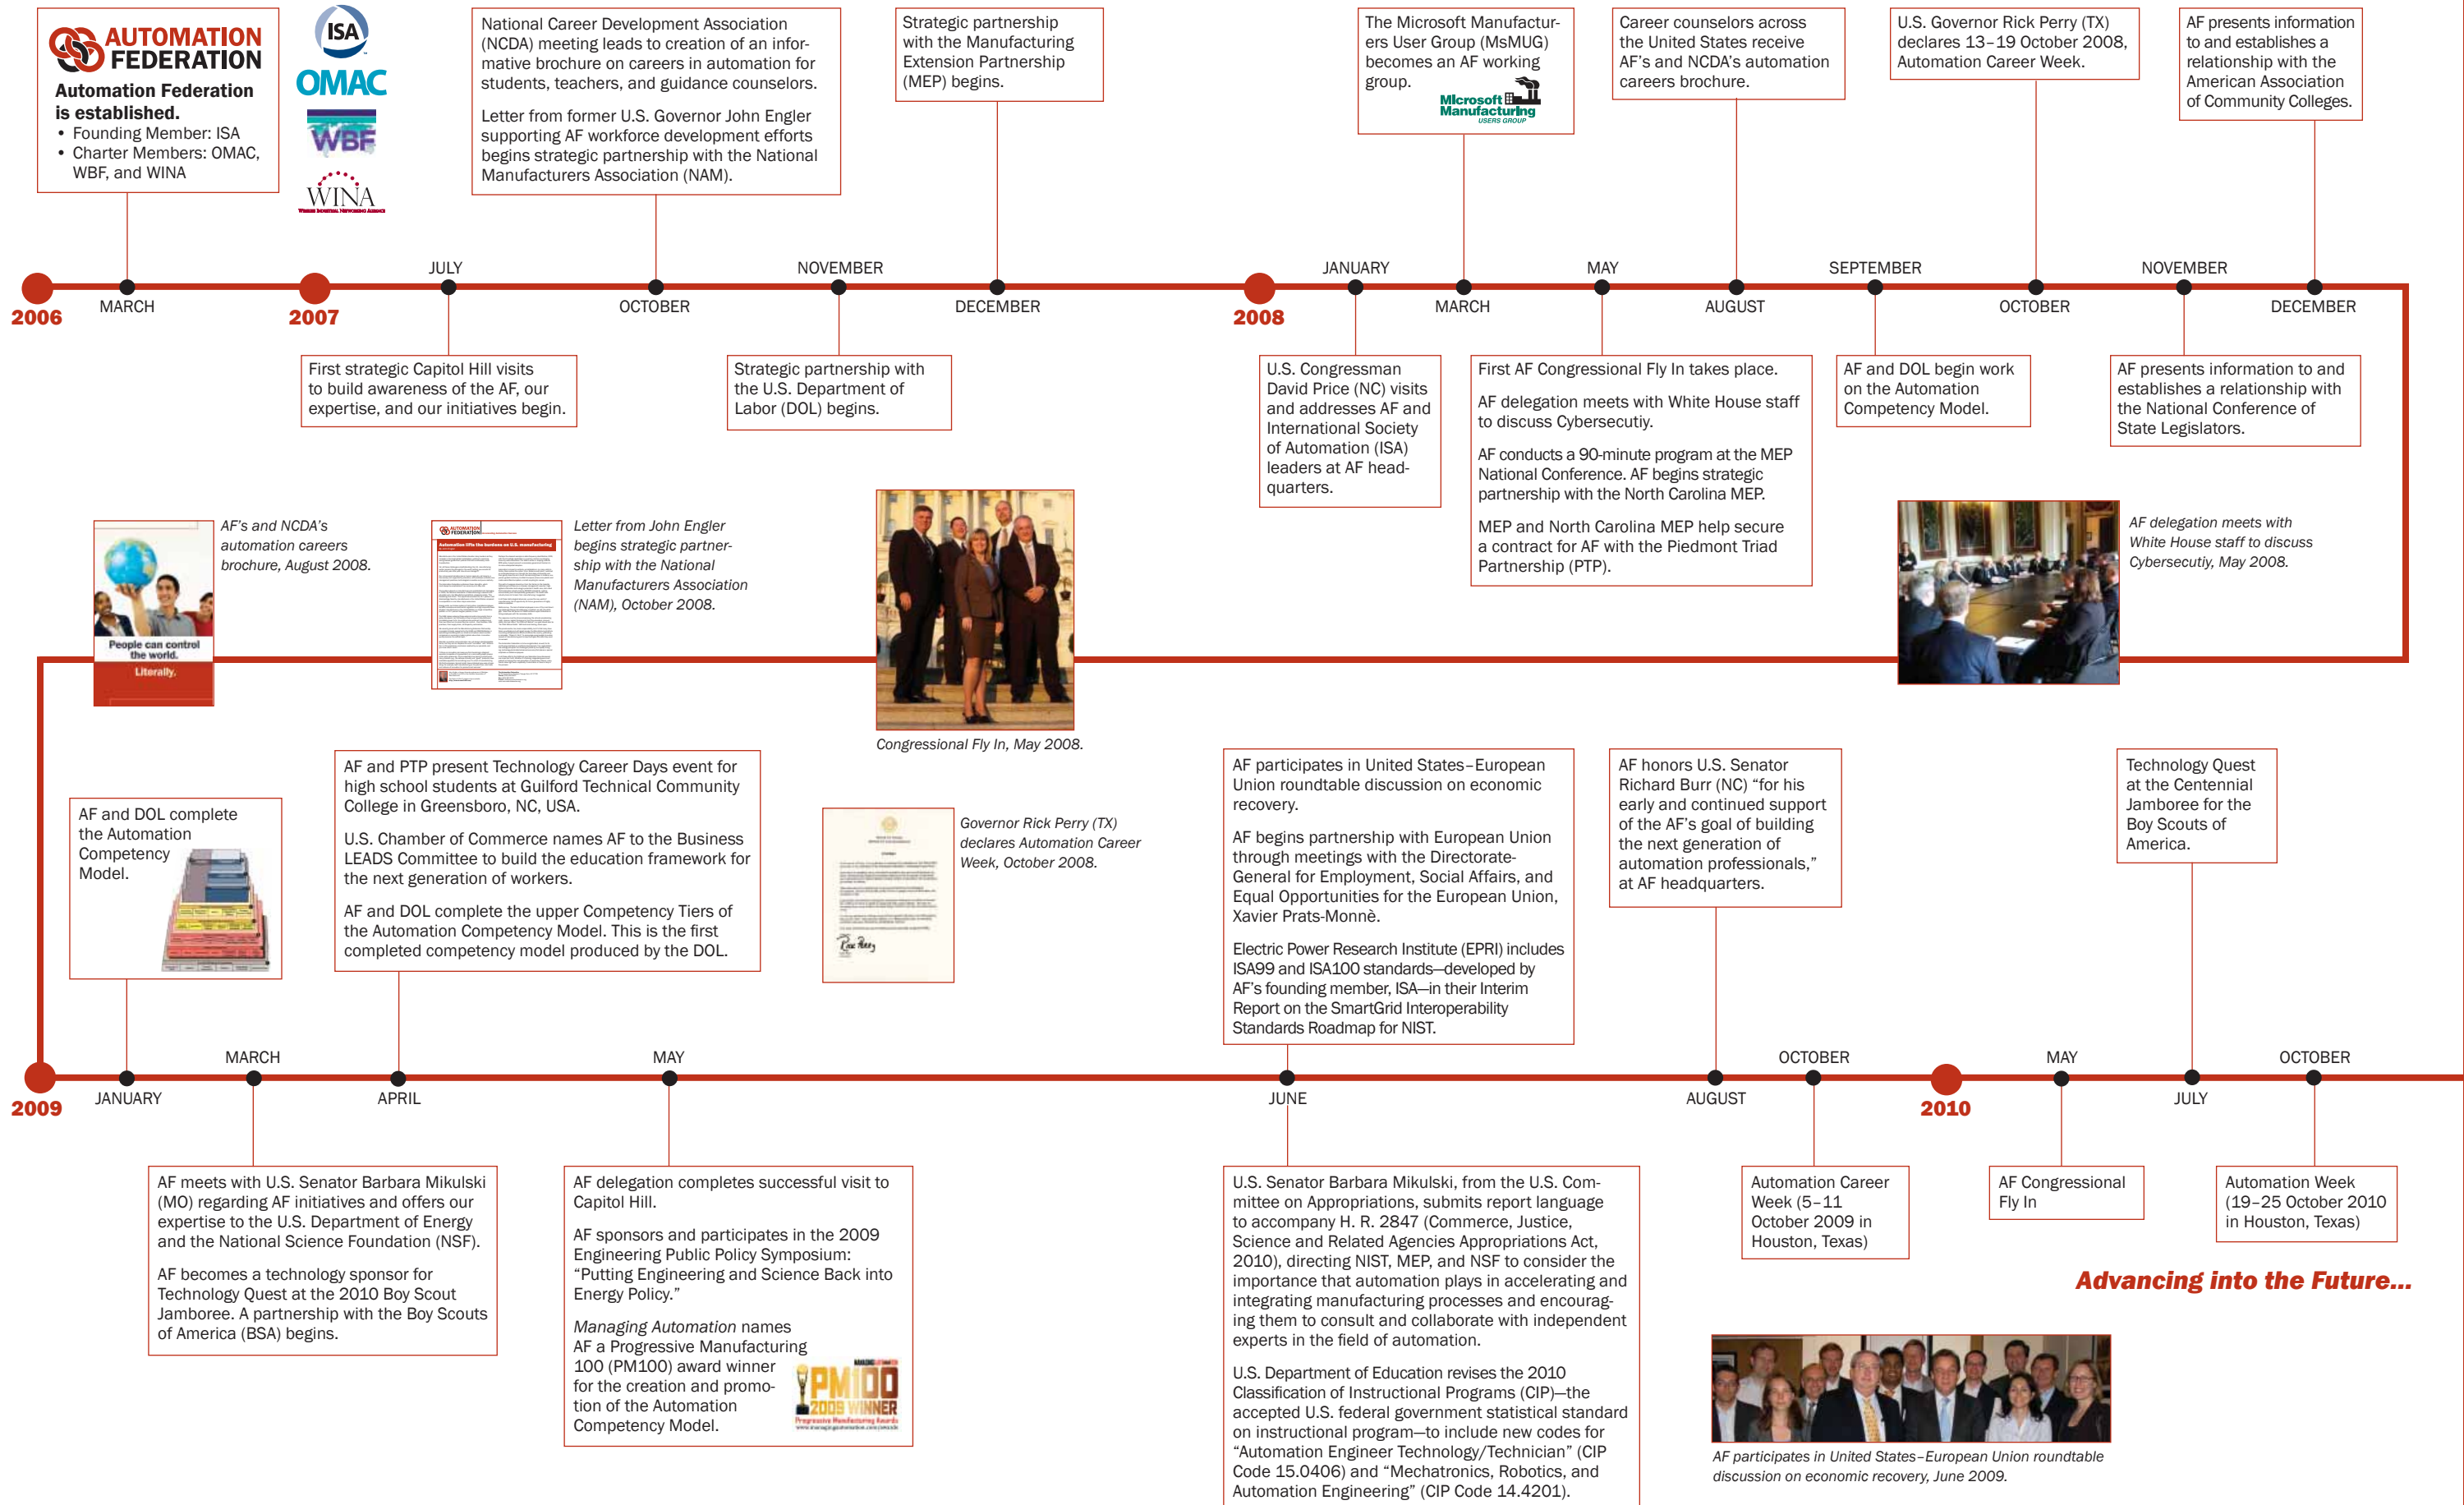 AUTOMATION
FEDERATION
Automation Federation
is established.
• Founding Member: ISA
• Charter Members: OMAC,
WBF, and WINA
ISA
OMAC
WBF
WINA
WIRELESS INDUSTRIAL NETWORKING ALLIANCE
National Career Development Association
(NCDA) meeting leads to creation of an infor-
mative brochure on careers in automation for
students, teachers, and guidance counselors.
Letter from former U.S. Governor John Engler
supporting AF workforce development efforts
begins strategic partnership with the National
Manufacturers Association (NAM).
Strategic partnership
with the Manufacturing
Extension Partnership
(MEP) begins.
The Microsoft Manufactur-
ers User Group (MsMUG)
becomes an AF working
group.
Microsoft
Manufacturing
USERS GROUP
Career counselors across
the United States receive
AF's and NCDA's automation
careers brochure.
U.S. Governor Rick Perry (TX)
declares 13–19 October 2008,
Automation Career Week.
AF presents information
to and establishes a
relationship with the
American Association
of Community Colleges.
JULY
NOVEMBER
JANUARY
MAY
SEPTEMBER
NOVEMBER
2006
MARCH
2007
OCTOBER
DECEMBER
2008
MARCH
AUGUST
OCTOBER
DECEMBER
First strategic Capitol Hill visits
to build awareness of the AF, our
expertise, and our initiatives begin.
Strategic partnership with
the U.S. Department of
Labor (DOL) begins.
U.S. Congressman
David Price (NC) visits
and addresses AF and
International Society
of Automation (ISA)
leaders at AF head-
quarters.
First AF Congressional Fly In takes place.
AF delegation meets with White House staff
to discuss Cybersecutiy.
AF conducts a 90-minute program at the MEP
National Conference. AF begins strategic
partnership with the North Carolina MEP.
MEP and North Carolina MEP help secure
a contract for AF with the Piedmont Triad
Partnership (PTP).
AF and DOL begin work
on the Automation
Competency Model.
AF presents information to and
establishes a relationship with
the National Conference of
State Legislators.
People can control
the world.
Literally.
AF's and NCDA's
automation careers
brochure, August 2008.
AUTOMATION
FEDERATION
Automation lifts the burdens on U.S. manufacturing
Letter from John Engler
begins strategic partner-
ship with the National
Manufacturers Association
(NAM), October 2008.
Congressional Fly In, May 2008.
AF delegation meets with
White House staff to discuss
Cybersecutiy, May 2008.
AF and DOL complete
the Automation
Competency
Model.
AF and PTP present Technology Career Days event for
high school students at Guilford Technical Community
College in Greensboro, NC, USA.
U.S. Chamber of Commerce names AF to the Business
LEADS Committee to build the education framework for
the next generation of workers.
AF and DOL complete the upper Competency Tiers of
the Automation Competency Model. This is the first
completed competency model produced by the DOL.
Rick Perry
Governor Rick Perry (TX)
declares Automation Career
Week, October 2008.
AF participates in United States–European
Union roundtable discussion on economic
recovery.
AF begins partnership with European Union
through meetings with the Directorate-
General for Employment, Social Affairs, and
Equal Opportunities for the European Union,
Xavier Prats-Monnè.
Electric Power Research Institute (EPRI) includes
ISA99 and ISA100 standards—developed by
AF's founding member, ISA—in their Interim
Report on the SmartGrid Interoperability
Standards Roadmap for NIST.
AF honors U.S. Senator
Richard Burr (NC) “for his
early and continued support
of the AF's goal of building
the next generation of
automation professionals,”
at AF headquarters.
Technology Quest
at the Centennial
Jamboree for the
Boy Scouts of
America.
MARCH
MAY
OCTOBER
MAY
OCTOBER
2009
JANUARY
APRIL
JUNE
AUGUST
2010
JULY
AF meets with U.S. Senator Barbara Mikulski
(MO) regarding AF initiatives and offers our
expertise to the U.S. Department of Energy
and the National Science Foundation (NSF).
AF becomes a technology sponsor for
Technology Quest at the 2010 Boy Scout
Jamboree. A partnership with the Boy Scouts
of America (BSA) begins.
AF delegation completes successful visit to
Capitol Hill.
AF sponsors and participates in the 2009
Engineering Public Policy Symposium:
“Putting Engineering and Science Back into
Energy Policy.”
Managing Automation names
AF a Progressive Manufacturing
100 (PM100) award winner
for the creation and promo-
tion of the Automation
Competency Model.
PM100
2009 WINNER
Progressive Manufacturing Awards
www.managingautomation.com/awards
U.S. Senator Barbara Mikulski, from the U.S. Com-
mittee on Appropriations, submits report language
to accompany H. R. 2847 (Commerce, Justice,
Science and Related Agencies Appropriations Act,
2010), directing NIST, MEP, and NSF to consider the
importance that automation plays in accelerating and
integrating manufacturing processes and encourag-
ing them to consult and collaborate with independent
experts in the field of automation.
U.S. Department of Education revises the 2010
Classification of Instructional Programs (CIP)—the
accepted U.S. federal government statistical standard
on instructional program—to include new codes for
“Automation Engineer Technology/Technician” (CIP
Code 15.0406) and “Mechatronics, Robotics, and
Automation Engineering” (CIP Code 14.4201).
Automation Career
Week (5–11
October 2009 in
Houston, Texas)
AF Congressional
Fly In
Automation Week
(19–25 October 2010
in Houston, Texas)
Advancing into the Future...
AF participates in United States–European Union roundtable
discussion on economic recovery, June 2009.